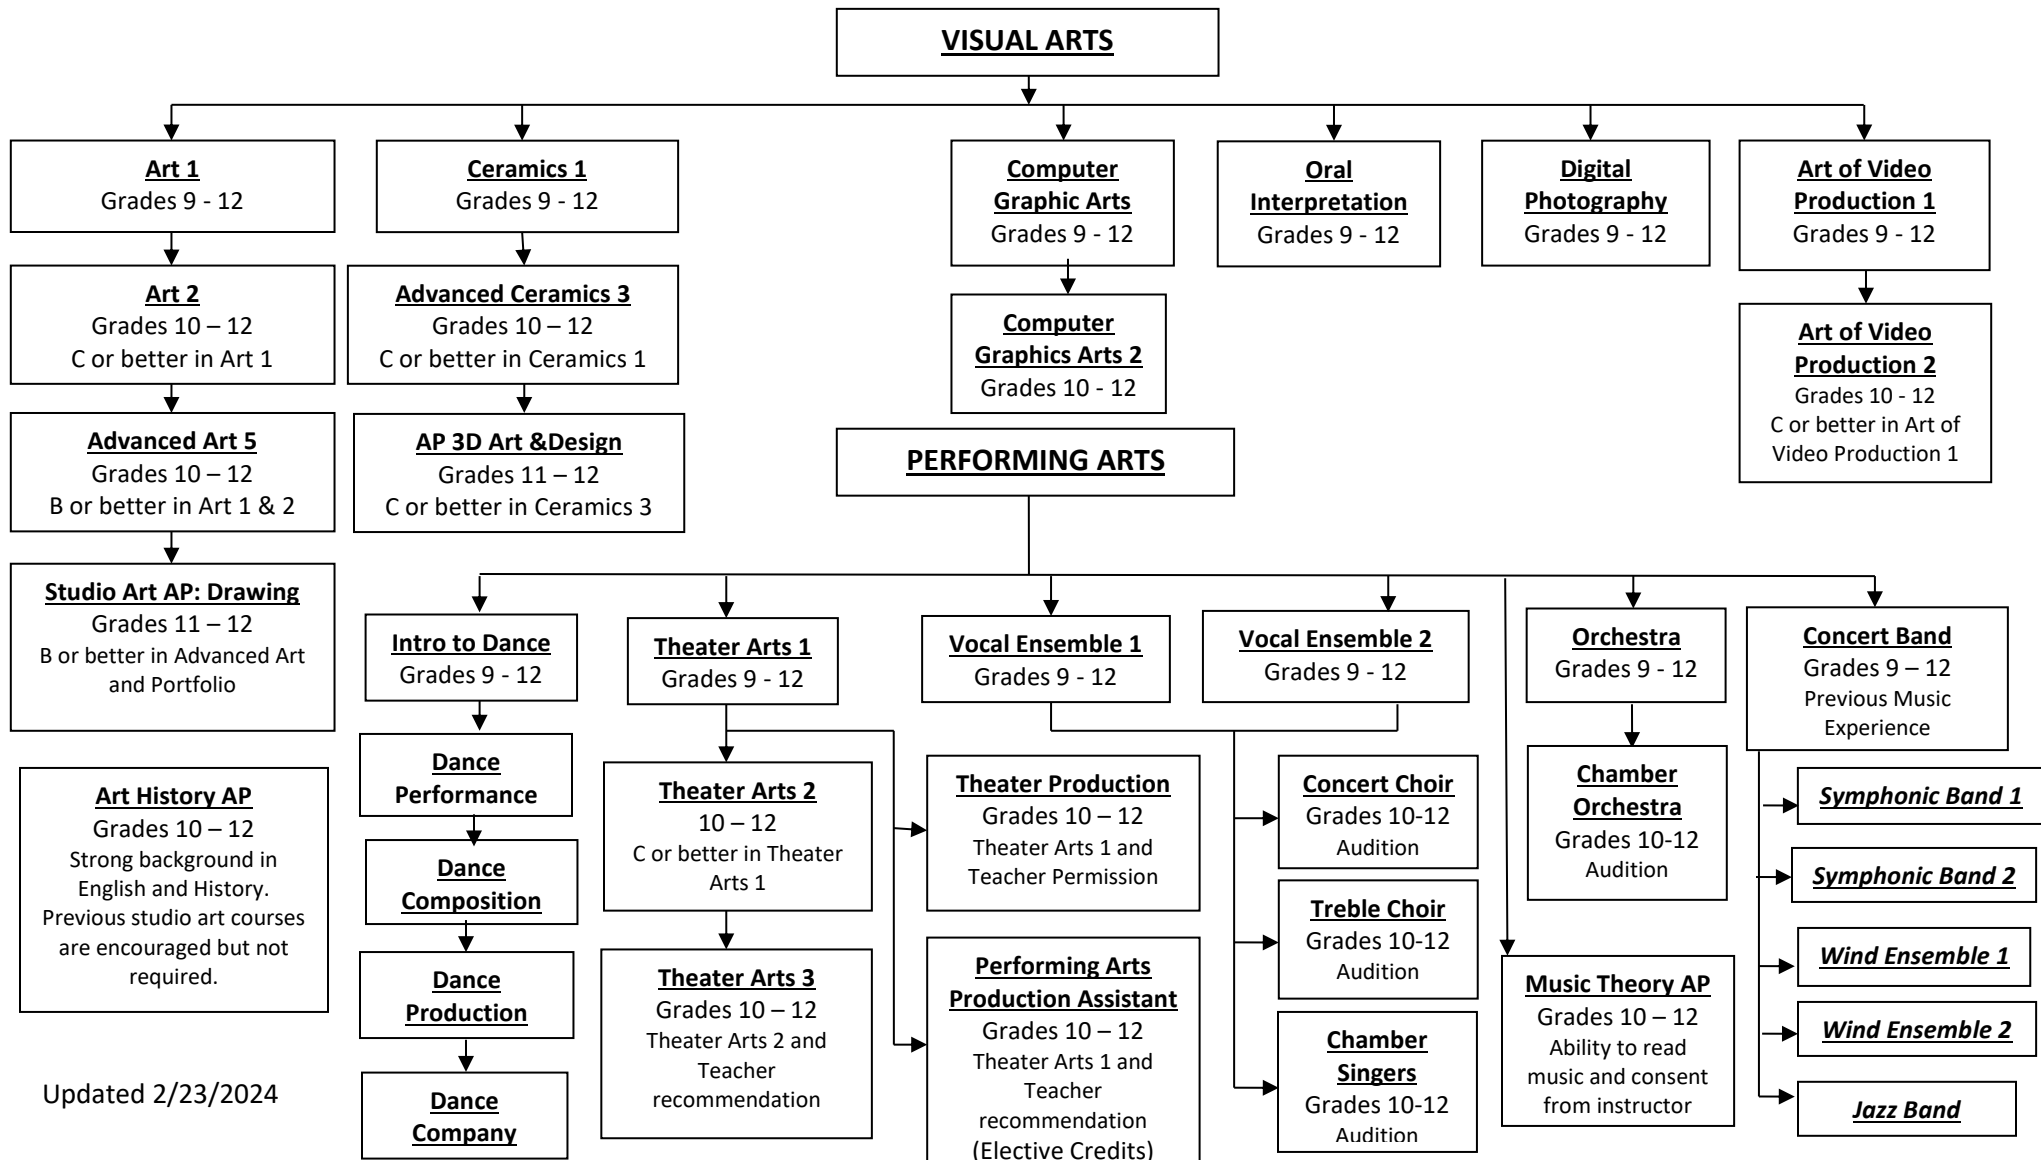 VISUAL ARTS
Art 1
Grades 9 - 12
Ceramics 1
Grades 9 - 12
Computer
Graphic Arts
Grades 9 - 12
Oral
Interpretation
Grades 9 - 12
Digital
Photography
Grades 9 - 12
Art of Video
Production 1
Grades 9 - 12
Art 2
Grades 10 – 12
C or better in Art 1
Advanced Ceramics 3
Grades 10 – 12
C or better in Ceramics 1
Computer
Graphics Arts 2
Grades 10 - 12
Art of Video
Production 2
Grades 10 - 12
C or better in Art of
Video Production 1
Advanced Art 5
Grades 10 – 12
B or better in Art 1 & 2
AP 3D Art &Design
Grades 11 – 12
C or better in Ceramics 3
Studio Art AP: Drawing
Grades 11 – 12
B or better in Advanced Art
and Portfolio
Art History AP
Grades 10 – 12
Strong background in
English and History.
Previous studio art courses
are encouraged but not
required.
PERFORMING ARTS
Intro to Dance
Grades 9 - 12
Theater Arts 1
Grades 9 - 12
Vocal Ensemble 1
Grades 9 - 12
Vocal Ensemble 2
Grades 9 - 12
Orchestra
Grades 9 - 12
Concert Band
Grades 9 – 12
Previous Music
Experience
Dance
Performance
Dance
Composition
Dance
Production
Dance
Company
Theater Arts 2
10 – 12
C or better in Theater
Arts 1
Theater Arts 3
Grades 10 – 12
Theater Arts 2 and
Teacher
recommendation
Theater Production
Grades 10 – 12
Theater Arts 1 and
Teacher Permission
Performing Arts
Production Assistant
Grades 10 – 12
Theater Arts 1 and
Teacher
recommendation
(Elective Credits)
Concert Choir
Grades 10-12
Audition
Treble Choir
Grades 10-12
Audition
Chamber
Singers
Grades 10-12
Audition
Chamber
Orchestra
Grades 10-12
Audition
Music Theory AP
Grades 10 – 12
Ability to read
music and consent
from instructor
Symphonic Band 1
Symphonic Band 2
Wind Ensemble 1
Wind Ensemble 2
Jazz Band
Updated 2/23/2024